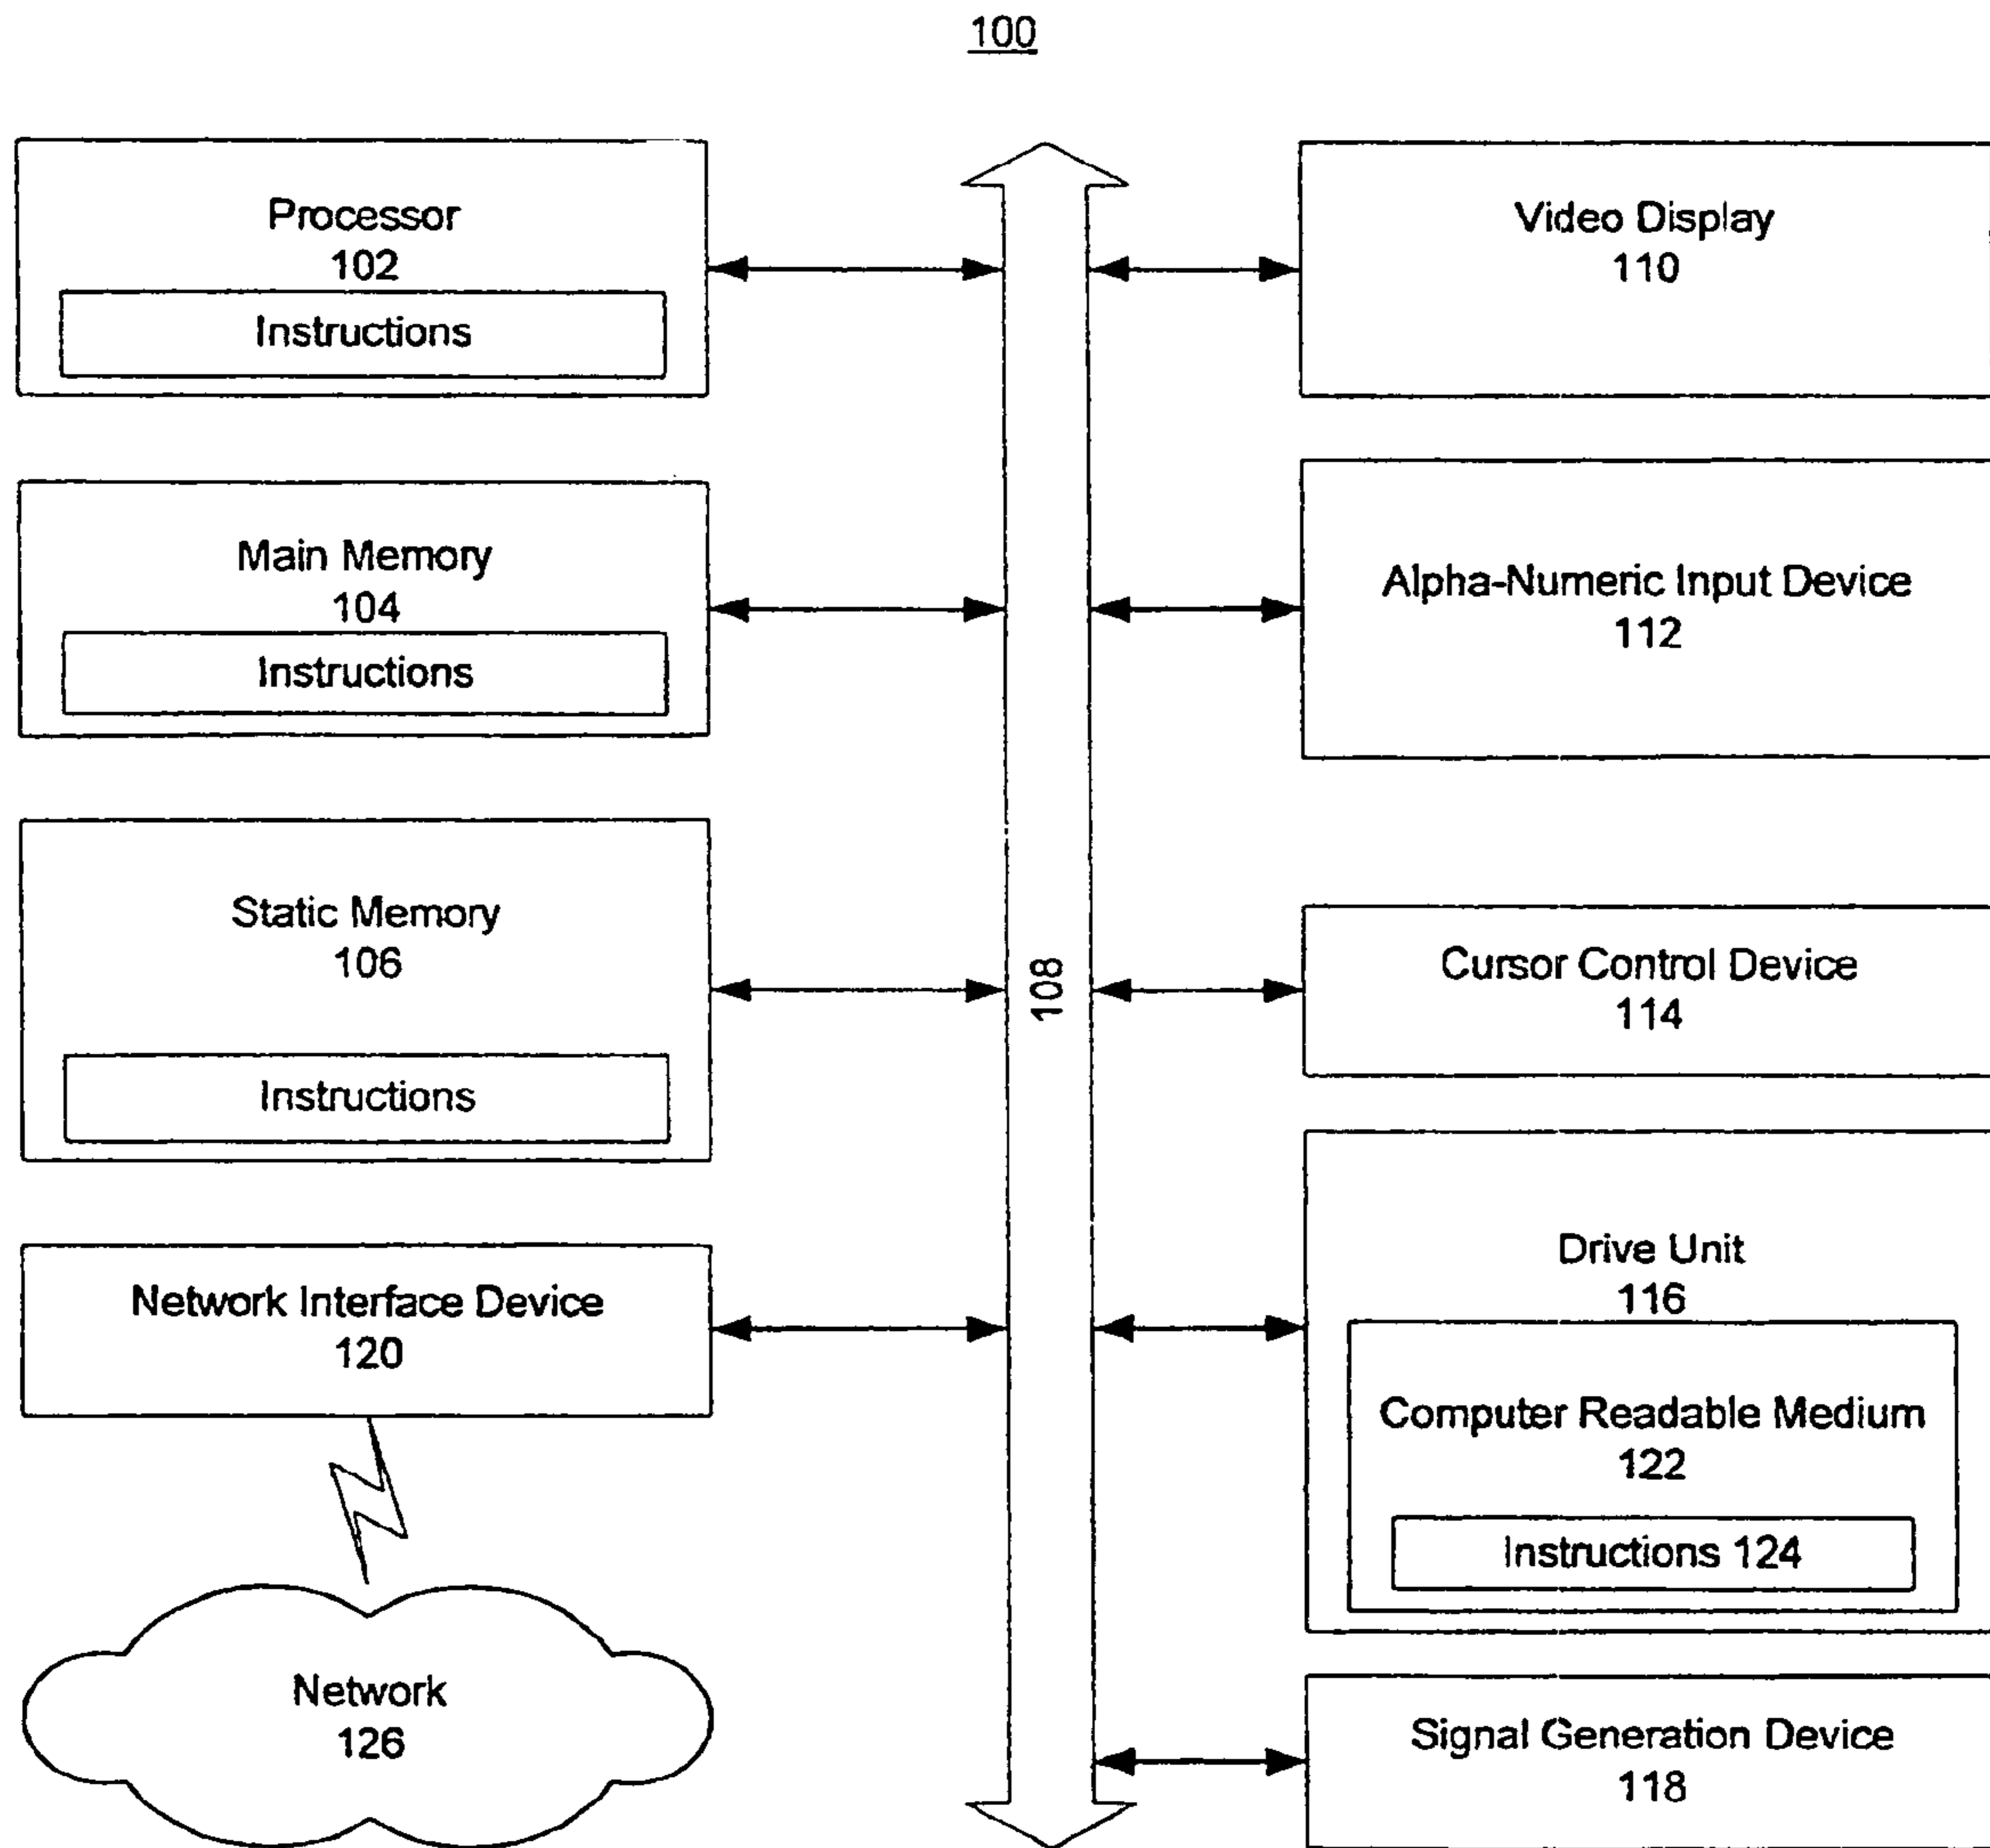 100
Processor
102
Instructions
Main Memory
104
Instructions
Static Memory
106
Instructions
Network Interface Device
120
Network
126
108
Video Display
110
Alpha-Numeric Input Device
112
Cursor Control Device
114
Drive Unit
116
Computer Readable Medium
122
Instructions 124
Signal Generation Device
118